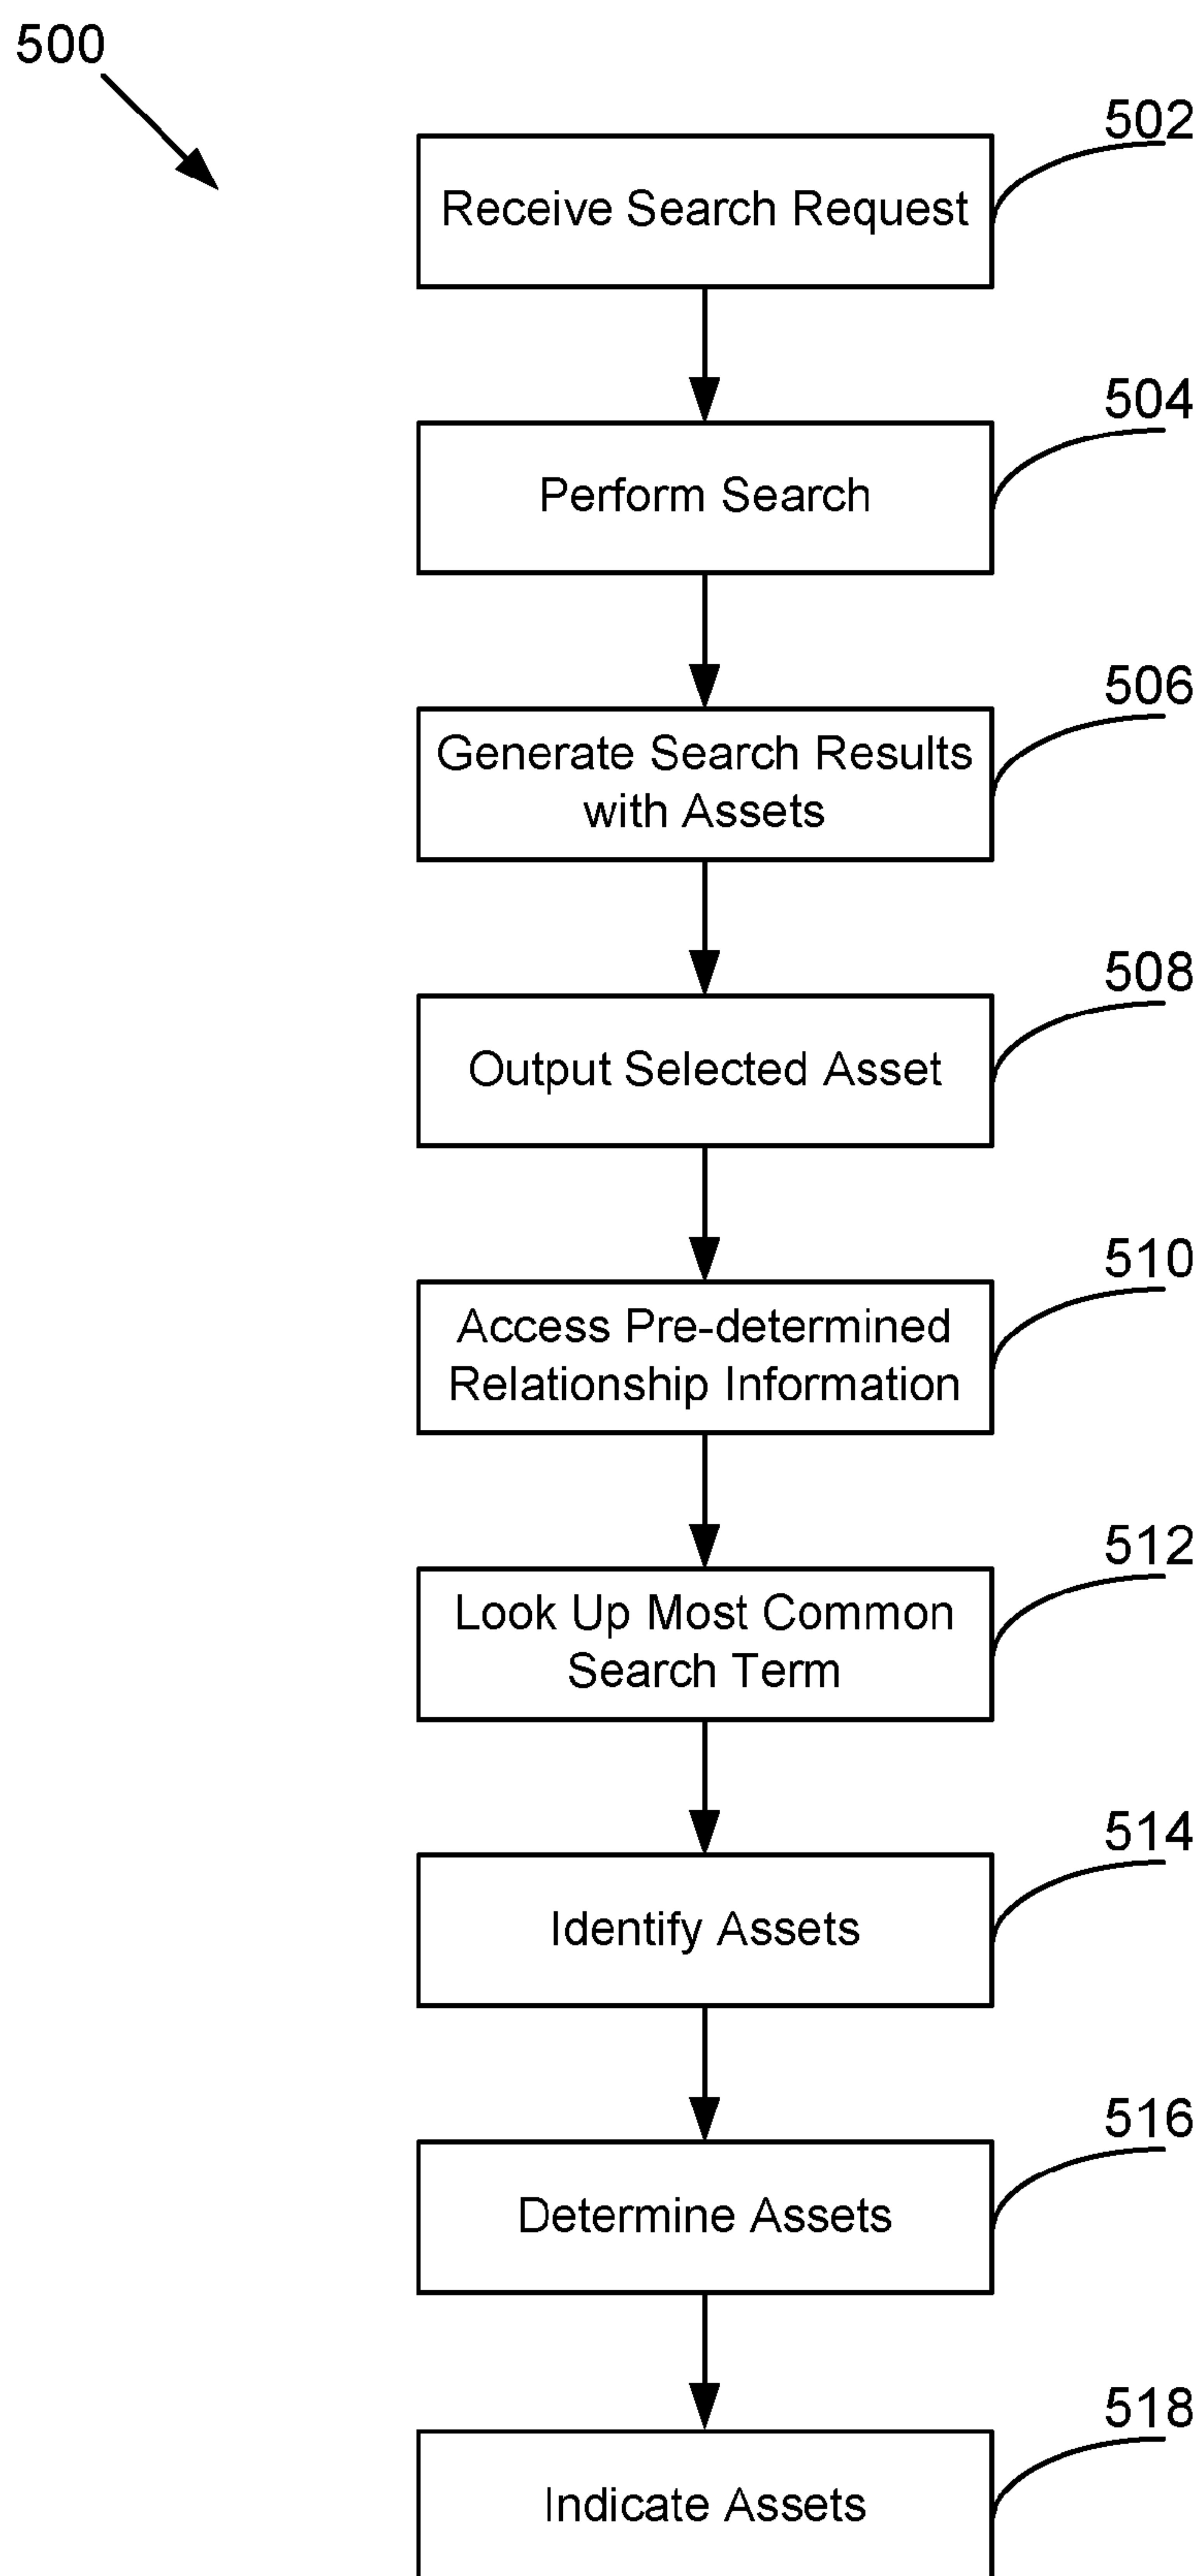 500
502
Receive Search Request
504
Perform Search
506
Generate Search Results
with Assets
508
Output Selected Asset
510
Access Pre-determined
Relationship Information
512
Look Up Most Common
Search Term
514
Identify Assets
516
Determine Assets
518
Indicate Assets